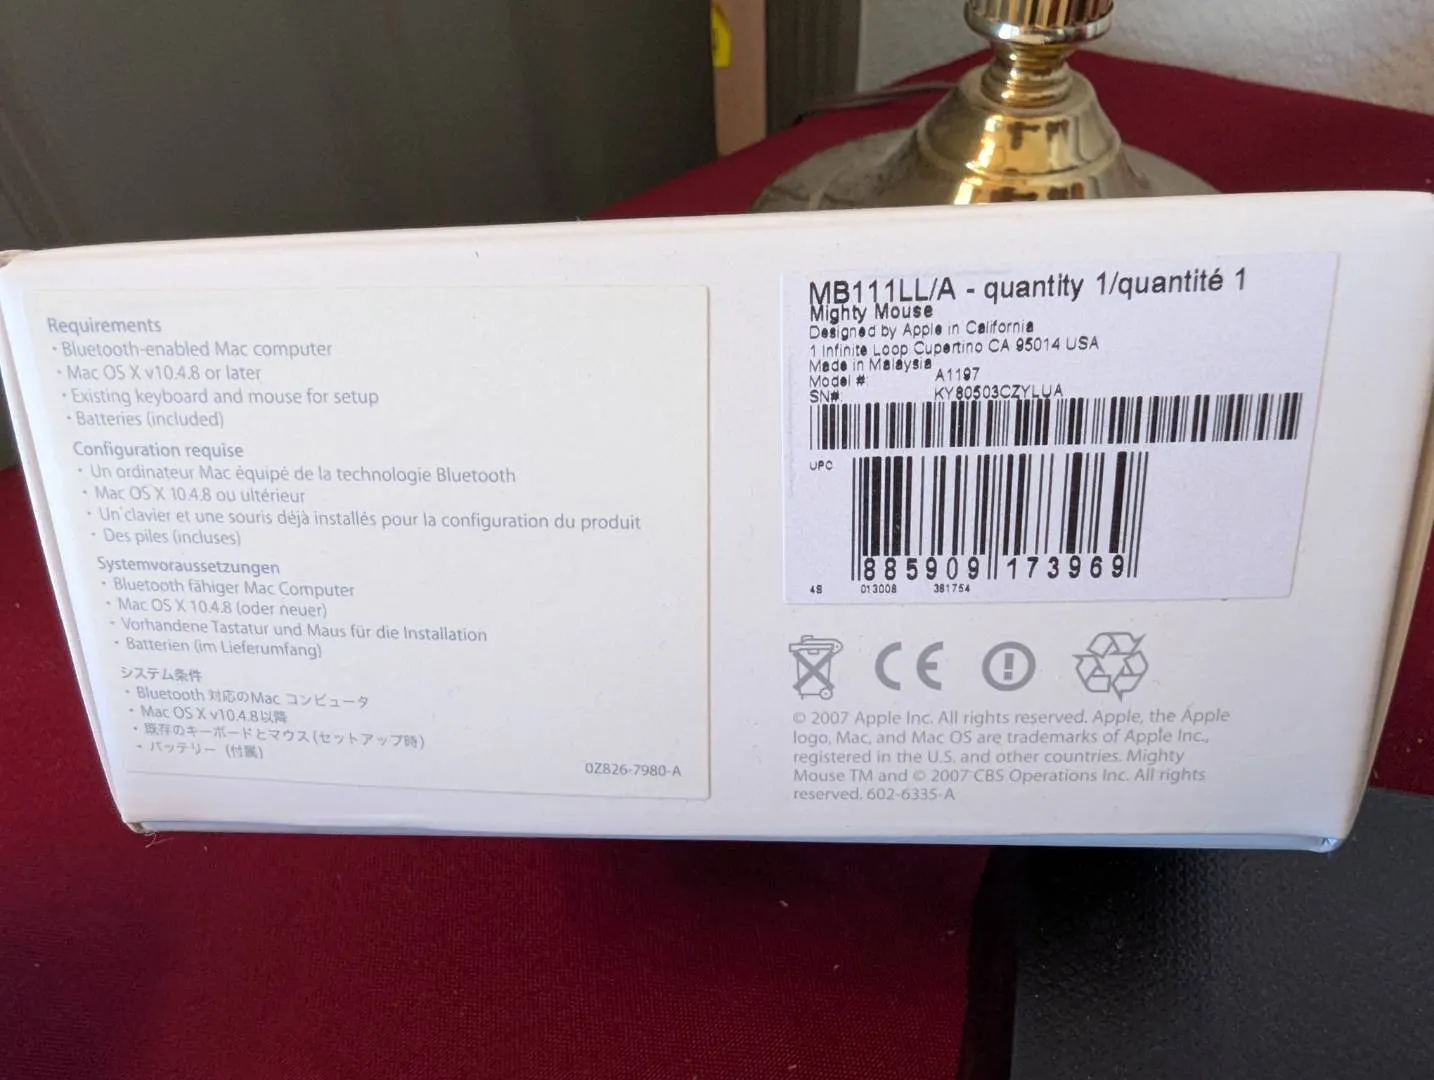 Requirements
• Bluetooth-enabled Mac computer
• Mac OS X v10.4.8 or later
• Existing keyboard and mouse for setup
• Batteries (included)
Configuration requise
• Un ordinateur Mac équipé de la technologie Bluetooth
• Mac OS X 10.4.8 ou ultérieur
• Un clavier et une souris déjà installés pour la configuration du produit
• Des piles (incluses)
Systemvoraussetzungen
• Bluetooth fähiger Mac Computer
• Mac OS X 10.4.8 (oder neuer)
• Vorhandene Tastatur und Maus für die Installation
• Batterien (im Lieferumfang)
システム条件
• Bluetooth 対応のMac コンピュータ
• Mac OS X v10.4.8以降
• 既存のキーボードとマウス (セットアップ時)
• バッテリー (付属)
0Z826-7980-A
MB111LL/A - quantity 1/quantité 1
Mighty Mouse
Designed by Apple in California
1 Infinite Loop Cupertino CA 95014 USA
Made in Malaysia
Model #: A1197
SN#: KY80503CZYLUA
UPC
885909 173969
4S 013008 381754
CE
© 2007 Apple Inc. All rights reserved. Apple, the Apple
logo, Mac, and Mac OS are trademarks of Apple Inc.,
registered in the U.S. and other countries. Mighty
Mouse TM and © 2007 CBS Operations Inc. All rights
reserved. 602-6335-A